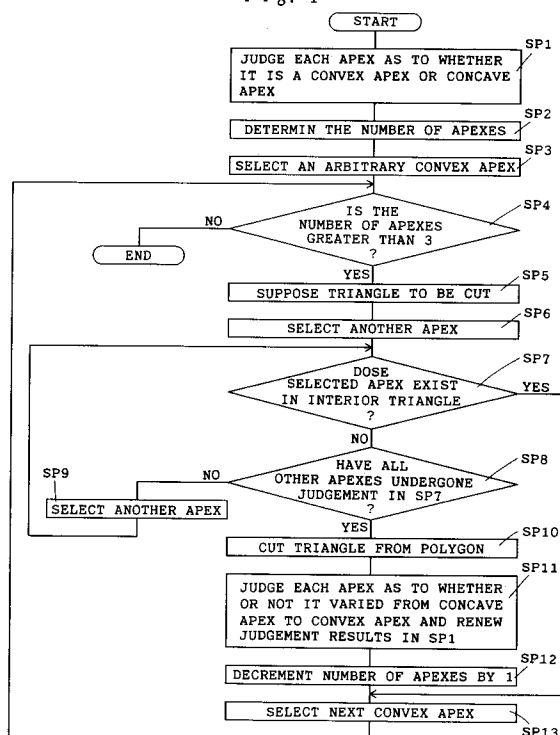 Fig. 1
START
SP1
JUDGE EACH APEX AS TO WHETHER
IT IS A CONVEX APEX OR CONCAVE
APEX
SP2
DETERMIN THE NUMBER OF APEXES
SP3
SELECT AN ARBITRARY CONVEX APEX
SP4
IS THE
NUMBER OF APEXES
GREATER THAN 3
?
NO
END
YES
SP5
SUPPOSE TRIANGLE TO BE CUT
SP6
SELECT ANOTHER APEX
SP7
DOSE
SELECTED APEX EXIST
IN INTERIOR TRIANGLE
?
YES
NO
SP8
HAVE ALL
OTHER APEXES UNDERGONE
JUDGEMENT IN SP7
?
NO
SP9
SELECT ANOTHER APEX
YES
SP10
CUT TRIANGLE FROM POLYGON
SP11
JUDGE EACH APEX AS TO WHETHER
OR NOT IT VARIED FROM CONCAVE
APEX TO CONVEX APEX AND RENEW
JUDGEMENT RESULTS IN SP1
SP12
DECREMENT NUMBER OF APEXES BY 1
SELECT NEXT CONVEX APEX
SP13